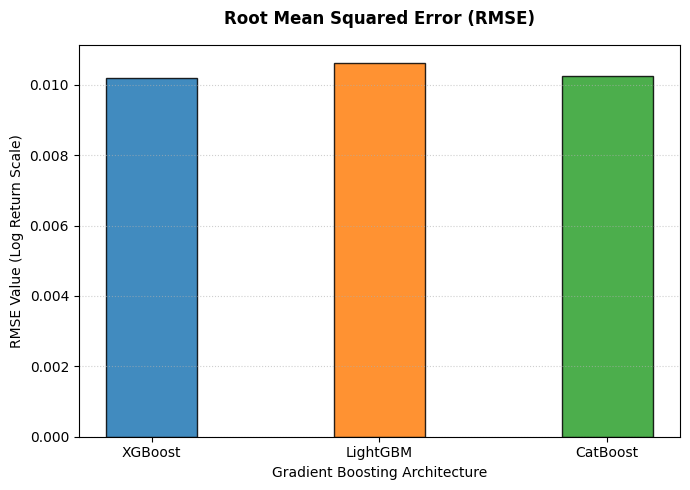 Root Mean Squared Error (RMSE)
RMSE Value (Log Return Scale)
0.010
0.008
0.006
0.004
0.002
0.000
XGBoost
LightGBM
CatBoost
Gradient Boosting Architecture